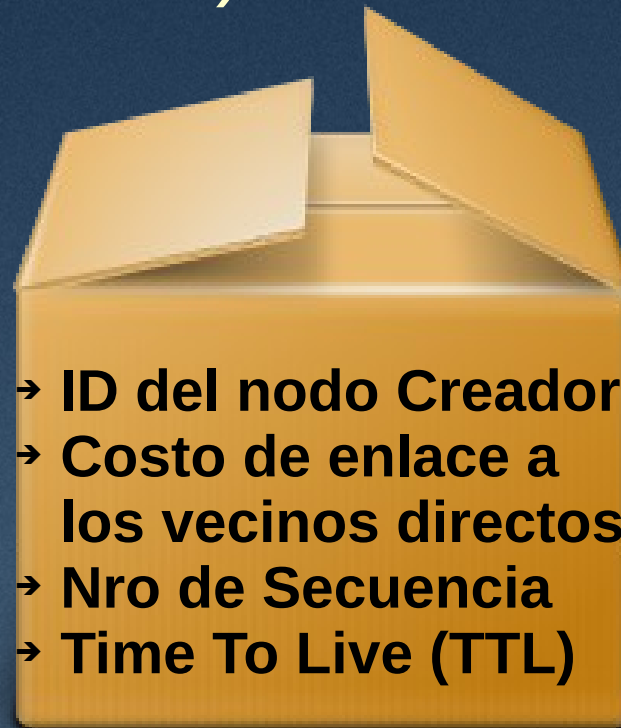 ➔ ID del nodo Creador
➔ Costo de enlace a
los vecinos directos
➔ Nro de Secuencia
➔ Time To Live (TTL)